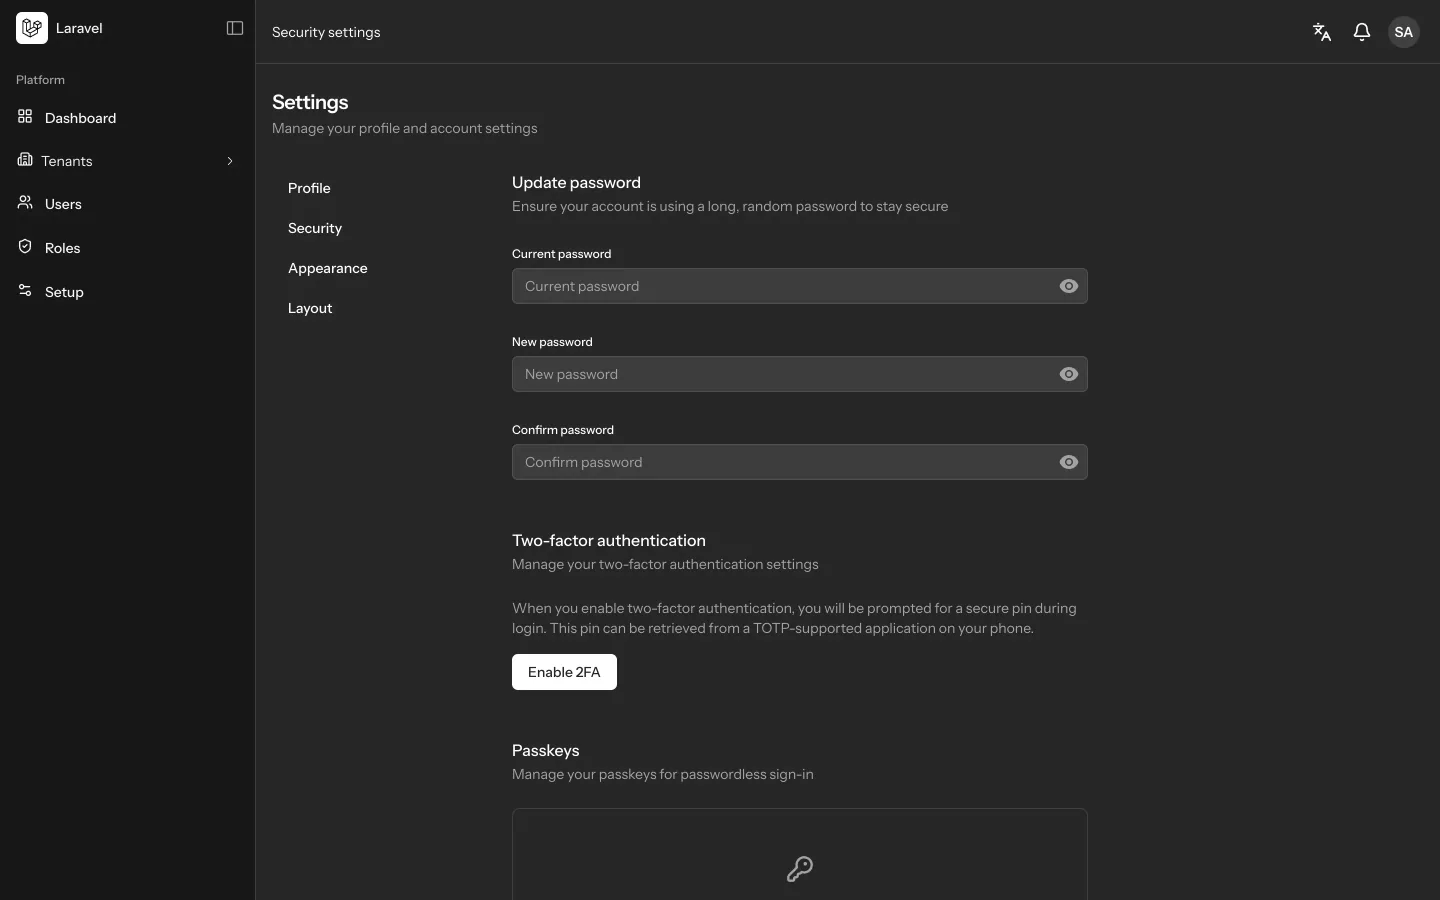 Laravel
Security settings
SA
Platform
Dashboard
Tenants
Users
Roles
Setup
Settings
Manage your profile and account settings
Profile
Security
Appearance
Layout
Update password
Ensure your account is using a long, random password to stay secure
Current password
Current password
New password
New password
Confirm password
Confirm password
Two-factor authentication
Manage your two-factor authentication settings
When you enable two-factor authentication, you will be prompted for a secure pin during
login. This pin can be retrieved from a TOTP-supported application on your phone.
Enable 2FA
Passkeys
Manage your passkeys for passwordless sign-in